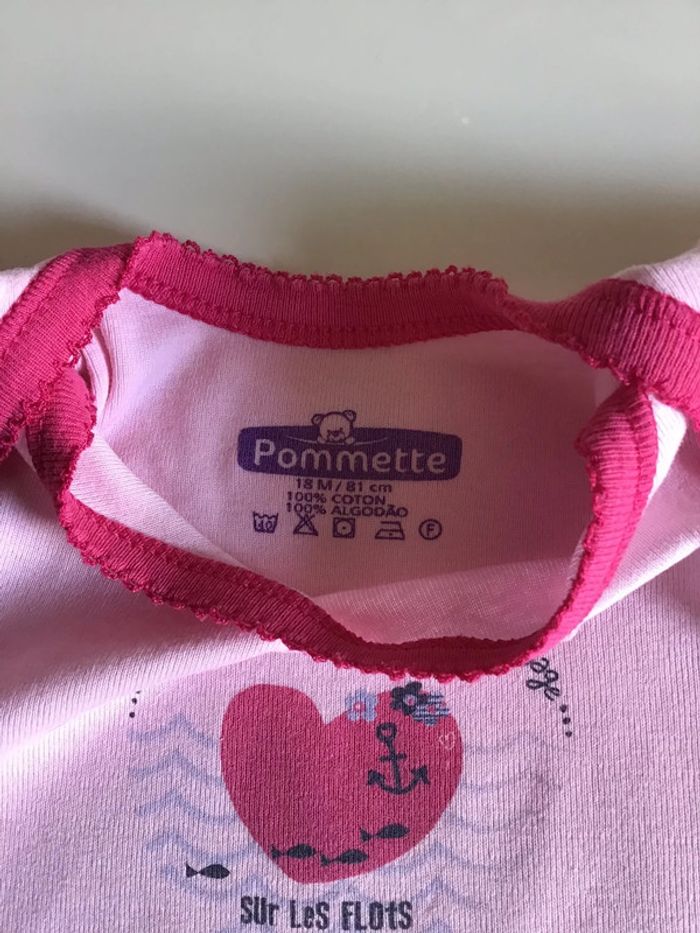 Pommette
18 M / 81 cm
100% COTON
100% ALGODÃO
F
SUr LeS FLOtS